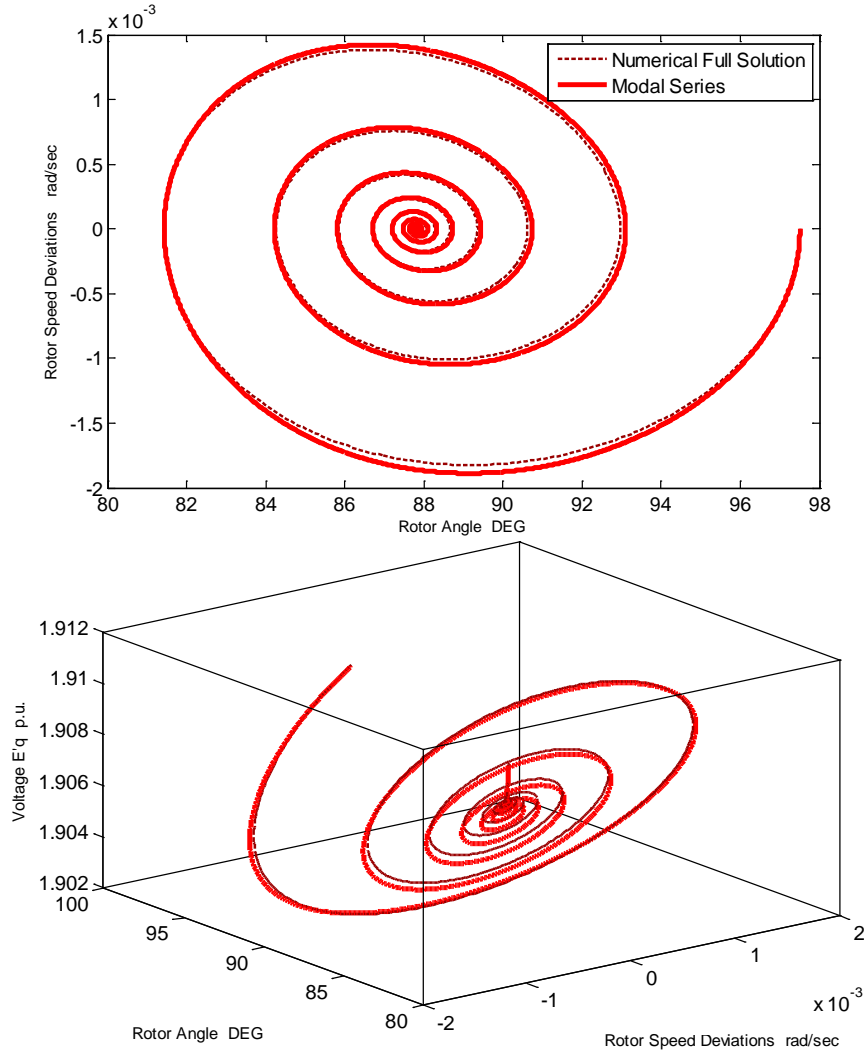 x 10⁻³
1.5
1
0.5
0
-0.5
-1
-1.5
-2
Rotor Speed Deviations rad/sec
Numerical Full Solution
Modal Series
80 82 84 86 88 90 92 94 96 98
Rotor Angle DEG
1.912
1.91
1.908
1.906
1.904
1.902
Voltage E'q p.u.
100
95
90
85
80
Rotor Angle DEG
-2
-1
0
1
2
x 10⁻³
Rotor Speed Deviations rad/sec